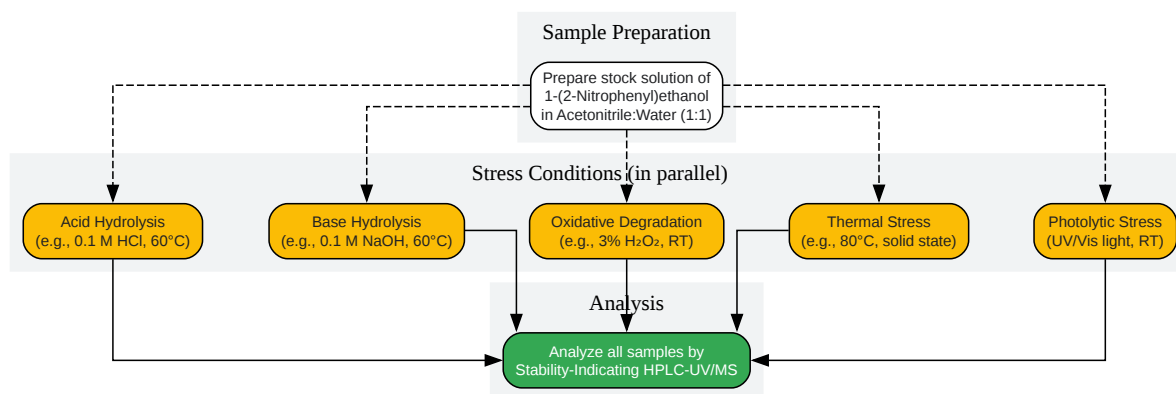 Sample Preparation
Prepare stock solution of
1-(2-Nitrophenyl)ethanol
in Acetonitrile:Water (1:1)
Stress Conditions (in parallel)
Acid Hydrolysis
(e.g., 0.1 M HCl, 60°C)
Base Hydrolysis
(e.g., 0.1 M NaOH, 60°C)
Oxidative Degradation
(e.g., 3% H₂O₂, RT)
Thermal Stress
(e.g., 80°C, solid state)
Photolytic Stress
(UV/Vis light, RT)
Analysis
Analyze all samples by
Stability-Indicating HPLC-UV/MS